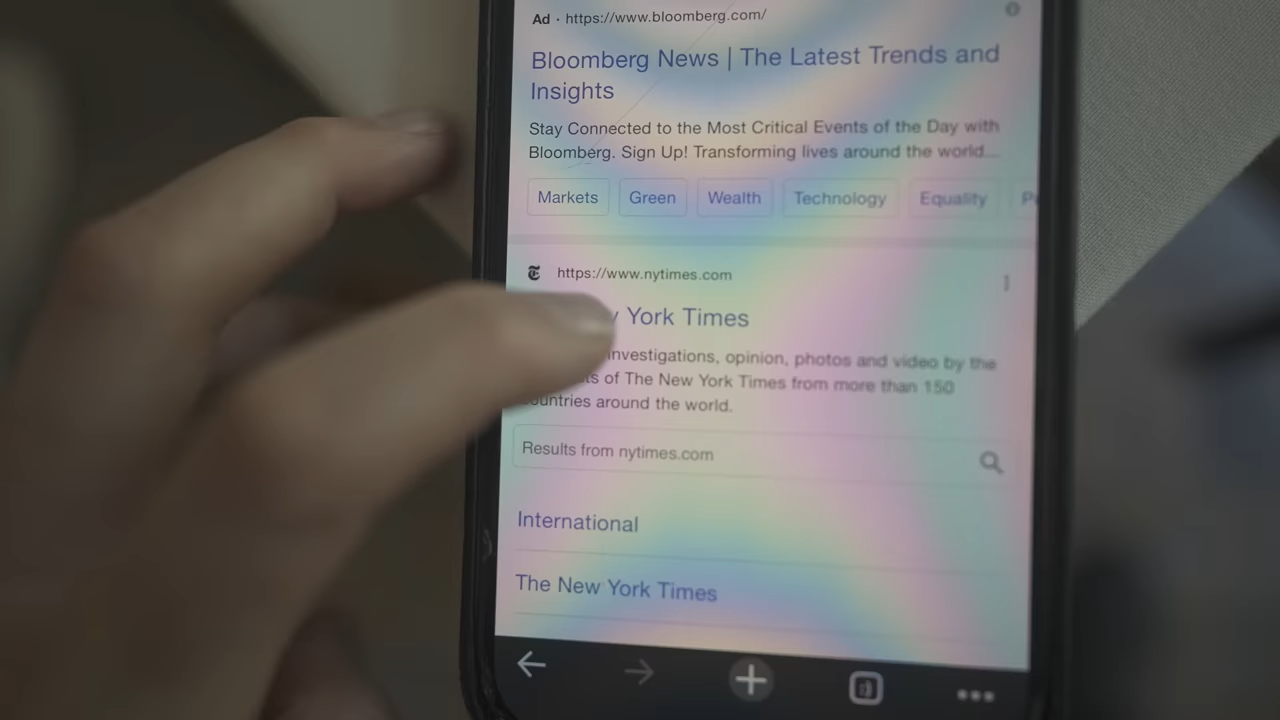 Ad · https://www.bloomberg.com/
Bloomberg News | The Latest Trends and
Insights
Stay Connected to the Most Critical Events of the Day with
Bloomberg. Sign Up! Transforming lives around the world...
Markets Green Wealth Technology Equality
https://www.nytimes.com
York Times
investigations, opinion, photos and video by the
of The New York Times from more than 150
countries around the world.
Results from nytimes.com
International
The New York Times